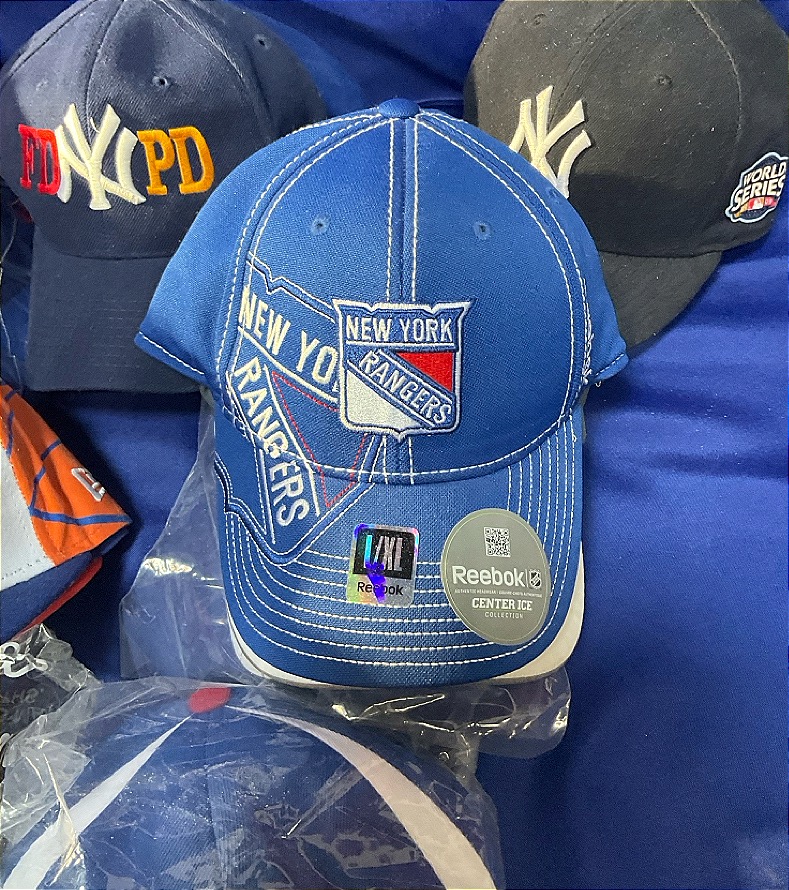 FD NY PD
NY
WORLD
SERIES
NEW YORK
RANGERS
NEW YO
RANGERS
L/XL
Reebok
Reebok
CENTER ICE
COLLECTION